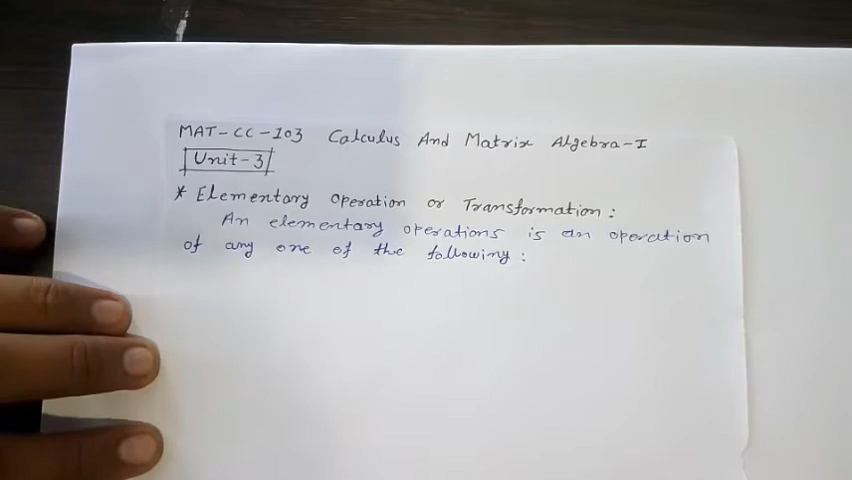 MAT-CC-103 Calculus And Matrix Algebra-I
Unit-3
* Elementary Operation or Transformation:
An elementary operations is an operation
of any one of the following: